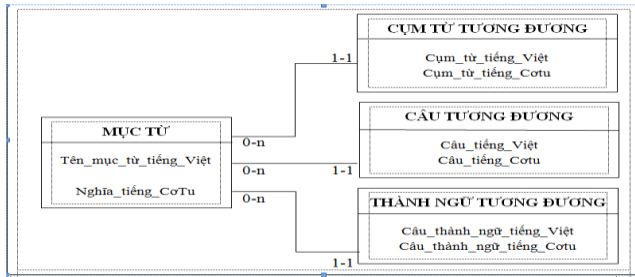 CỤM TỪ TƯƠNG ĐƯƠNG
Cụm_từ_tiếng_Việt
Cụm_từ_tiếng_Cơtu
1-1
MỤC TỪ
Tên_mục_từ_tiếng_Việt
Nghĩa_tiếng_CơTu
0-n
0-n
0-n
CÂU TƯƠNG ĐƯƠNG
Câu_tiếng_Việt
Câu_tiếng_Cơtu
1-1
THÀNH NGỮ TƯƠNG ĐƯƠNG
Câu_thành_ngữ_tiếng_Việt
Câu_thành_ngữ_tiếng_Cơtu
1-1